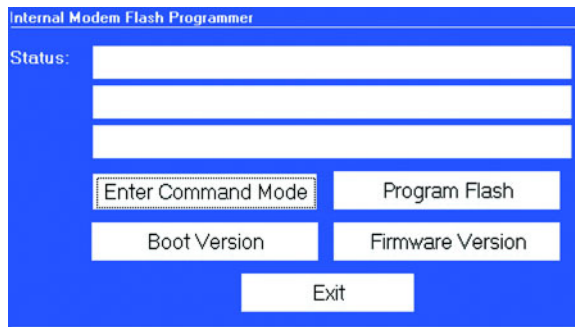 Internal Modem Flash Programmer
Status:
Enter Command Mode
Program Flash
Boot Version
Firmware Version
Exit